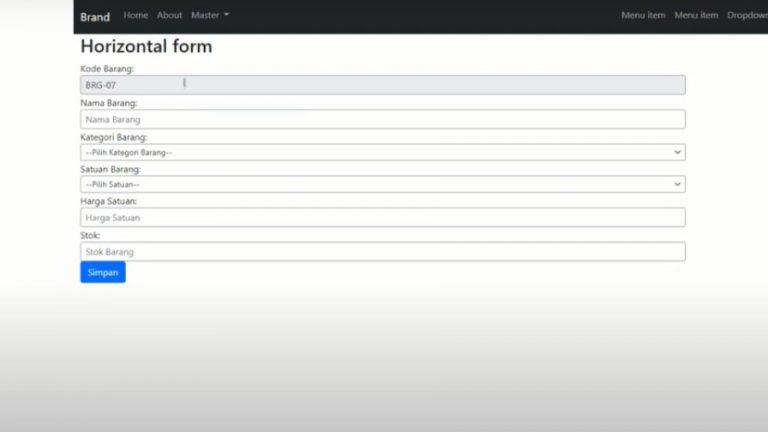 Brand Home About Master Menu item Menu item Dropdown
Horizontal form
Kode Barang:
BRG-07
Nama Barang:
Nama Barang
Kategori Barang:
--Pilih Kategori Barang--
Satuan Barang:
--Pilih Satuan--
Harga Satuan:
Harga Satuan
Stok:
Stok Barang
Simpan